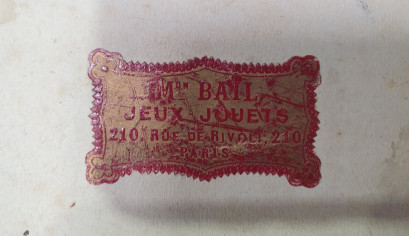 Mᵒⁿ BAIL
JEUX JOUETS
210, RUE DE RIVOLI, 210
PARIS